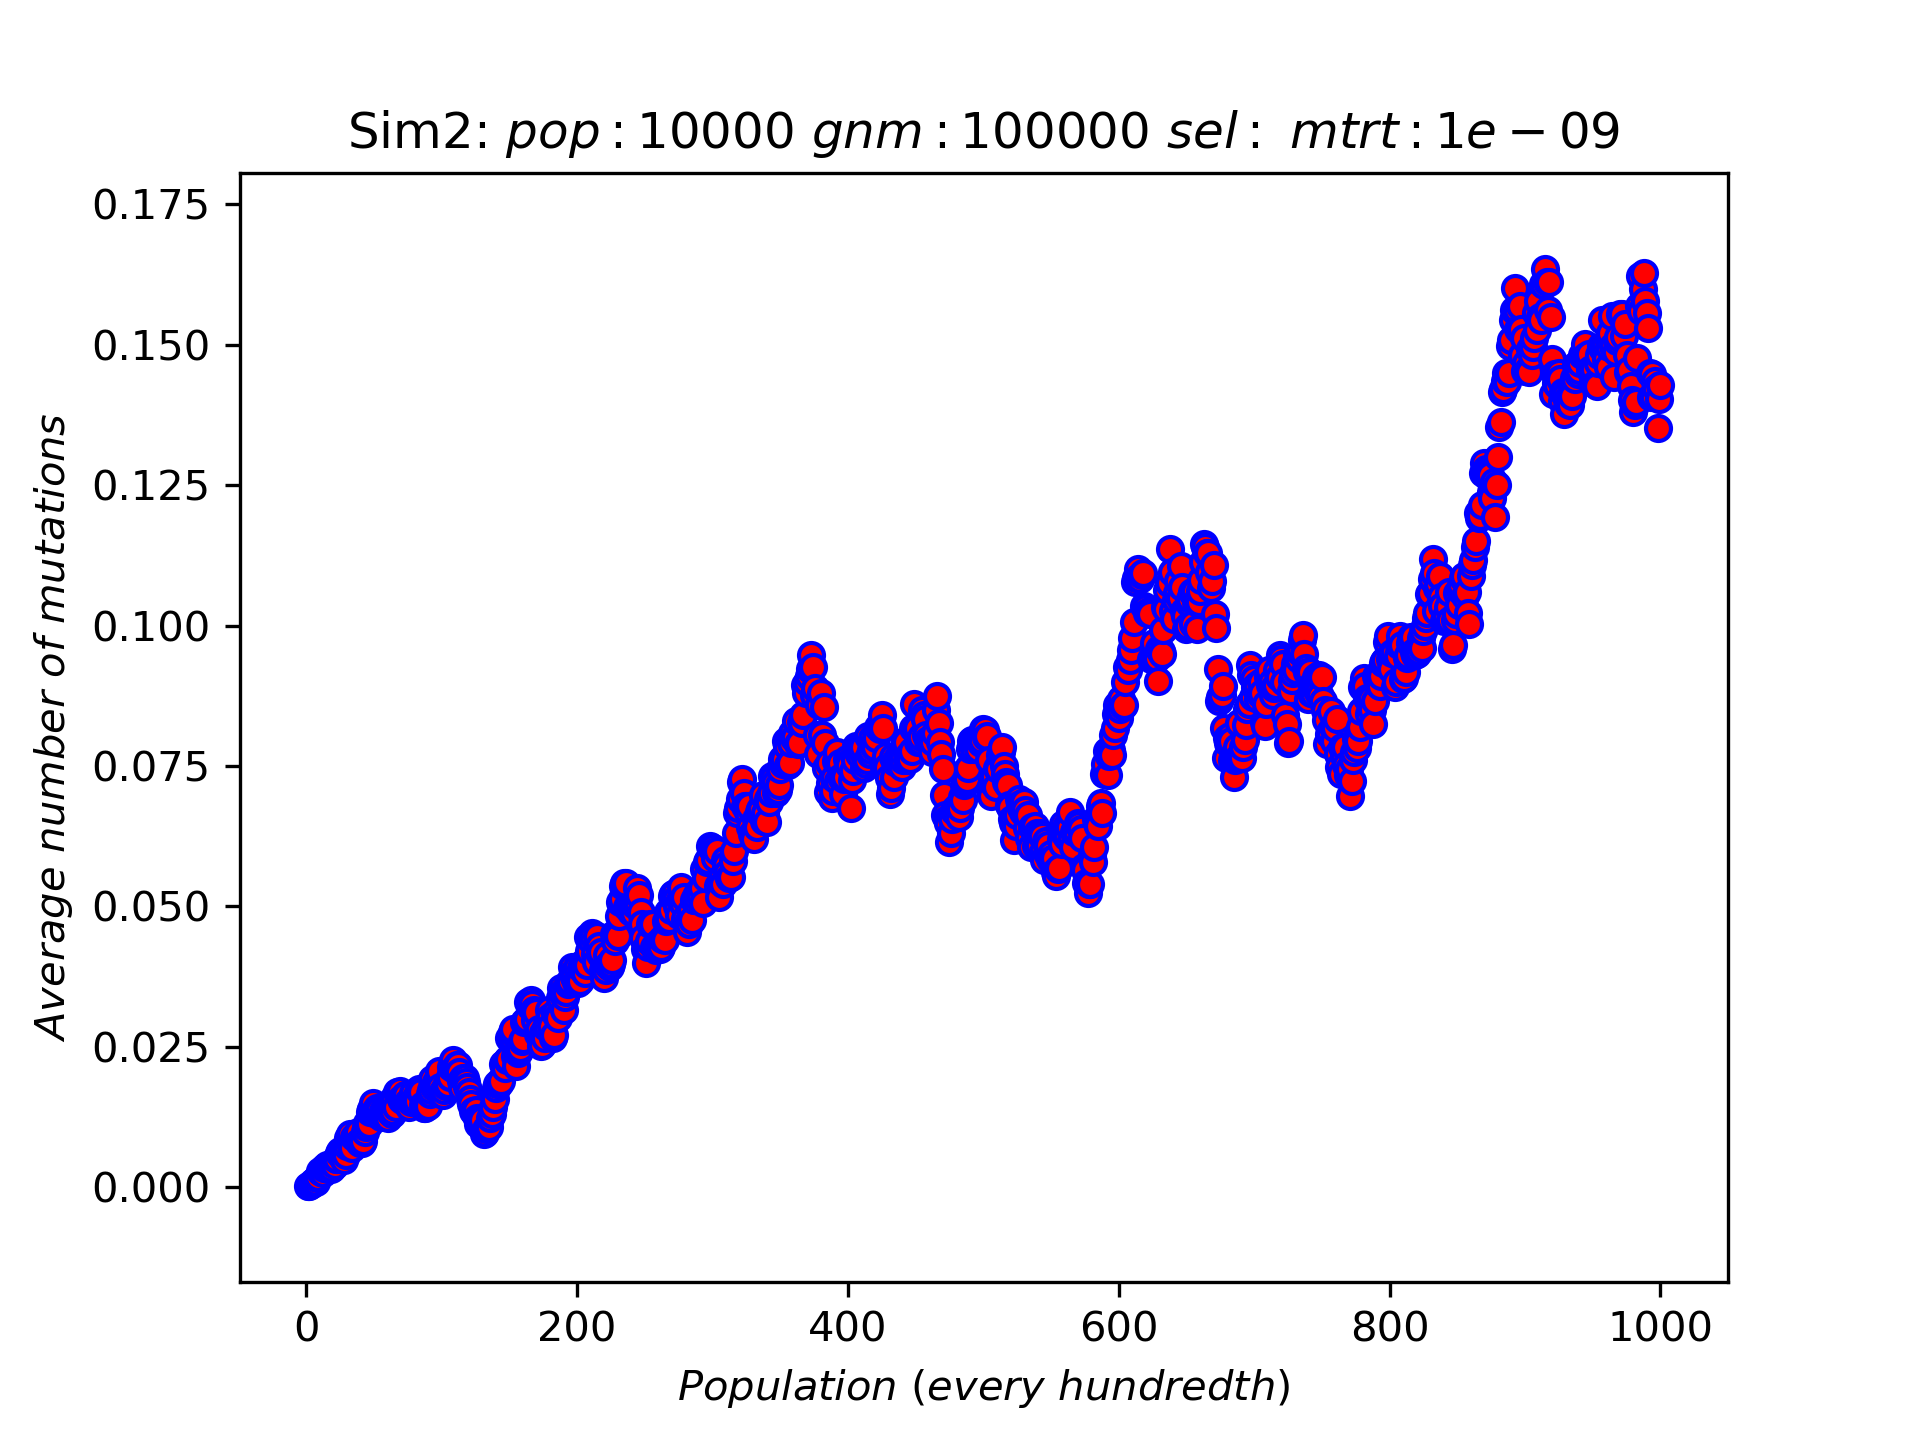 Sim2: pop : 10000 gnm : 100000 sel : mtrt : 1e − 09
0.175
0.150
0.125
0.100
0.075
0.050
0.025
0.000
Average number of mutations
0 200 400 600 800 1000
Population (every hundredth)